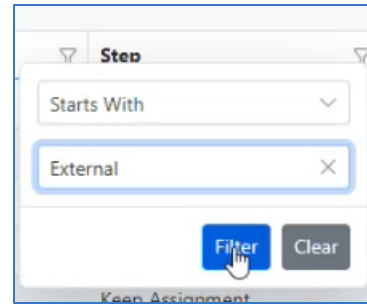 Step
Starts With
External
Filter Clear
Keep Assignment